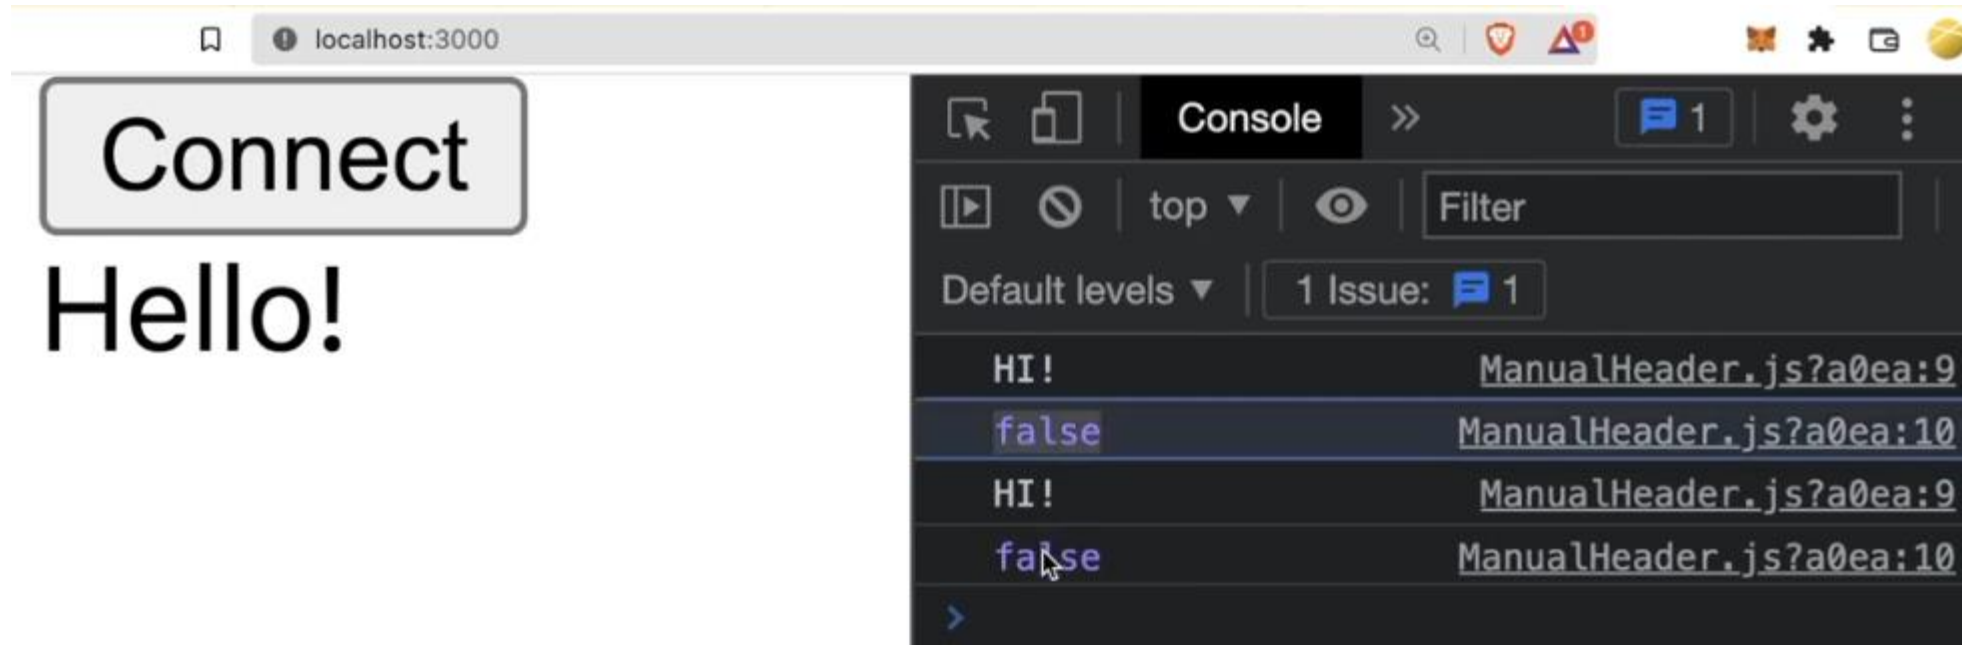 localhost:3000
1
Connect
Hello!
Console
1
top
Filter
Default levels
1 Issue: 1
HI! ManualHeader.js?a0ea:9
false ManualHeader.js?a0ea:10
HI! ManualHeader.js?a0ea:9
false ManualHeader.js?a0ea:10